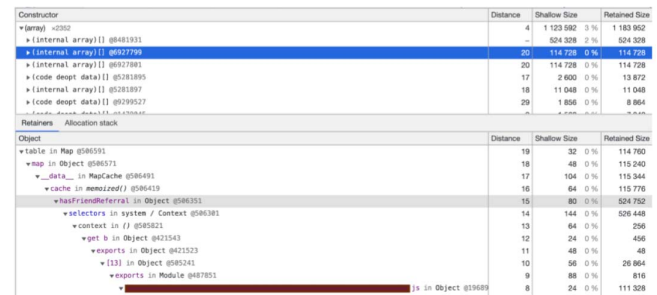 Constructor Distance Shallow Size Retained Size
▼(array) ×2352 4 1 123 592 3 % 1 183 952
▶(internal array)[] @8481931 – 524 328 2 % 524 328
▶(internal array)[] @6927799 20 114 728 0 % 114 728
▶(internal array)[] @6927801 20 114 728 0 % 114 728
▶(code deopt data)[] @5281895 17 2 600 0 % 13 872
▶(internal array)[] @5281897 18 11 048 0 % 11 048
▶(code deopt data)[] @9299527 29 1 856 0 % 8 864
Retainers Allocation stack
Object Distance Shallow Size Retained Size
▼table in Map @506591 19 32 0 % 114 760
▼map in Object @506571 18 48 0 % 115 240
▼__data__ in MapCache @506491 17 104 0 % 115 344
▼cache in memoized() @506419 16 64 0 % 115 776
▼hasFriendReferral in Object @506351 15 80 0 % 524 752
▼selectors in system / Context @506301 14 144 0 % 526 448
▼context in () @505821 13 64 0 % 256
▼get b in Object @421543 12 24 0 % 456
▼exports in Object @421523 11 48 0 % 48
▼[13] in Object @505241 10 56 0 % 26 864
▼exports in Module @487851 9 88 0 % 816
▼ js in Object @19689 8 24 0 % 111 328